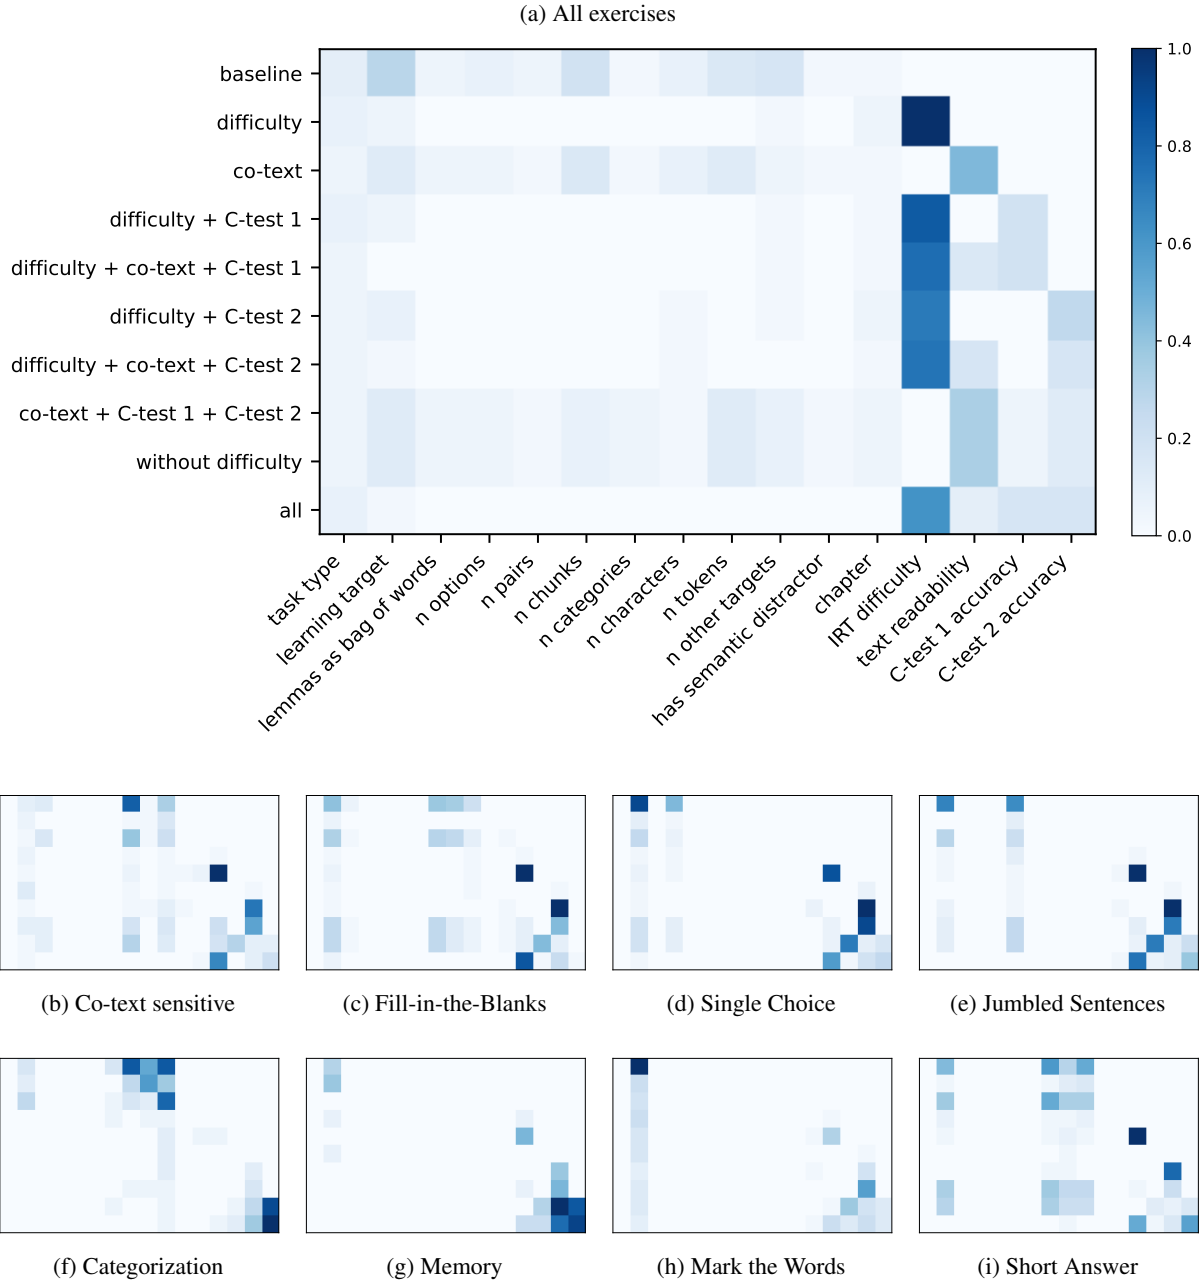 (a) All exercises
baseline
difficulty
co-text
difficulty + C-test 1
difficulty + co-text + C-test 1
difficulty + C-test 2
difficulty + co-text + C-test 2
co-text + C-test 1 + C-test 2
without difficulty
all
1.0
0.8
0.6
0.4
0.2
0.0
task type
learning target
lemmas as bag of words
n options
n pairs
n chunks
n categories
n characters
n tokens
n other targets
has semantic distractor
chapter
IRT difficulty
text readability
C-test 1 accuracy
C-test 2 accuracy
(b) Co-text sensitive
(c) Fill-in-the-Blanks
(d) Single Choice
(e) Jumbled Sentences
(f) Categorization
(g) Memory
(h) Mark the Words
(i) Short Answer